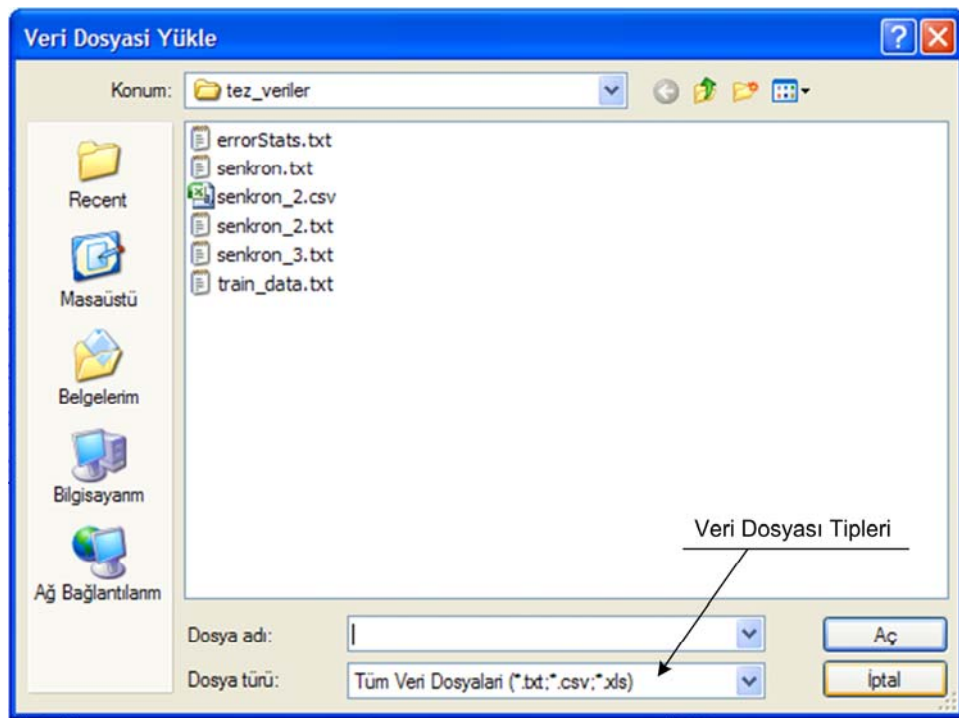 Veri Dosyasi Yükle
Konum: tez_veriler
errorStats.txt
senkron.txt
senkron_2.csv
senkron_2.txt
senkron_3.txt
train_data.txt
Recent
Masaüstü
Belgelerim
Bilgisayarım
Ağ Bağlantılarım
Veri Dosyası Tipleri
Dosya adı: Aç
Dosya türü: Tüm Veri Dosyalari (*.txt;*.csv;*.xls) İptal